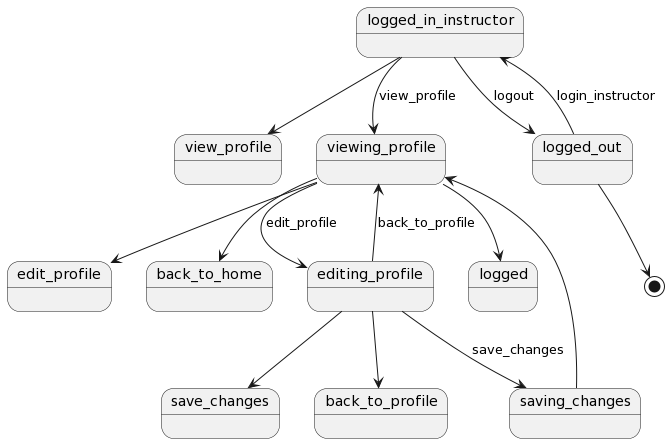 logged_in_instructor
view_profile
logout
login_instructor
view_profile
viewing_profile
logged_out
edit_profile
back_to_profile
edit_profile
back_to_home
editing_profile
logged
save_changes
save_changes
back_to_profile
saving_changes